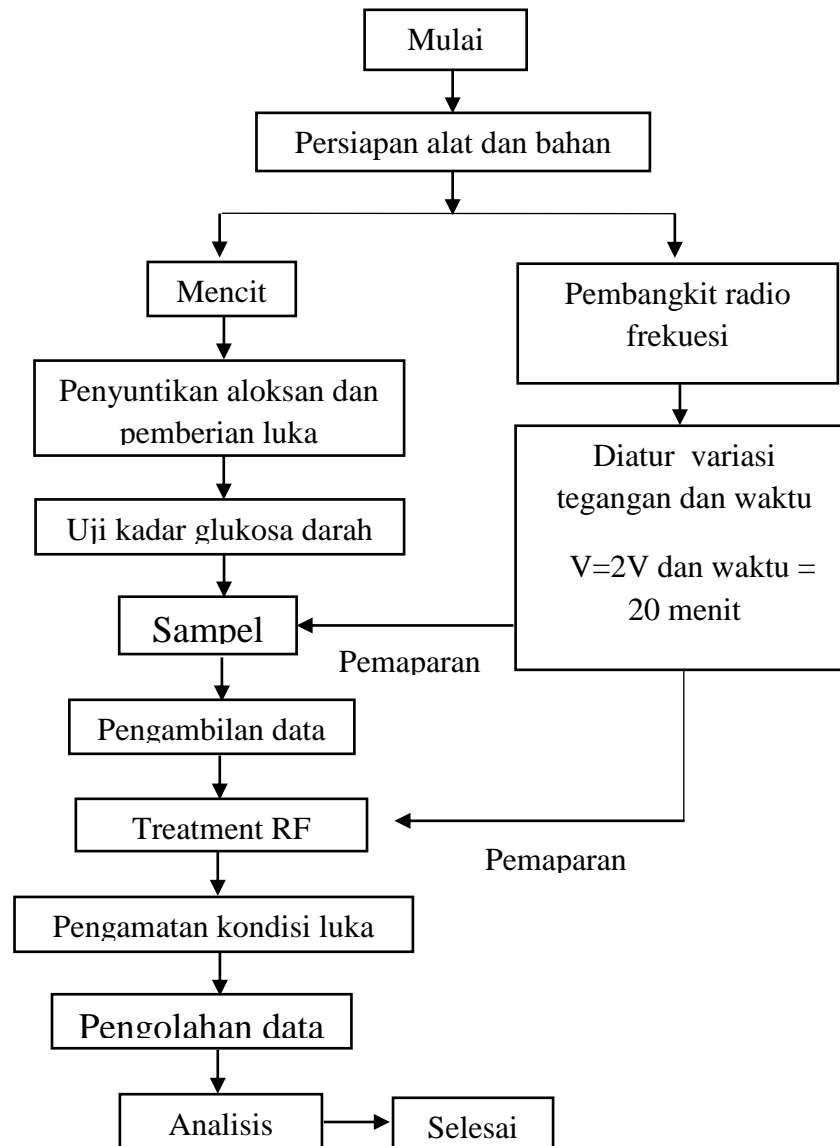 Mulai
Persiapan alat dan bahan
Mencit
Pembangkit radio
frekuesi
Penyuntikan aloksan dan
pemberian luka
Diatur variasi
tegangan dan waktu
V=2V dan waktu =
20 menit
Uji kadar glukosa darah
Sampel
Pemaparan
Pengambilan data
Treatment RF
Pemaparan
Pengamatan kondisi luka
Pengolahan data
Analisis
Selesai